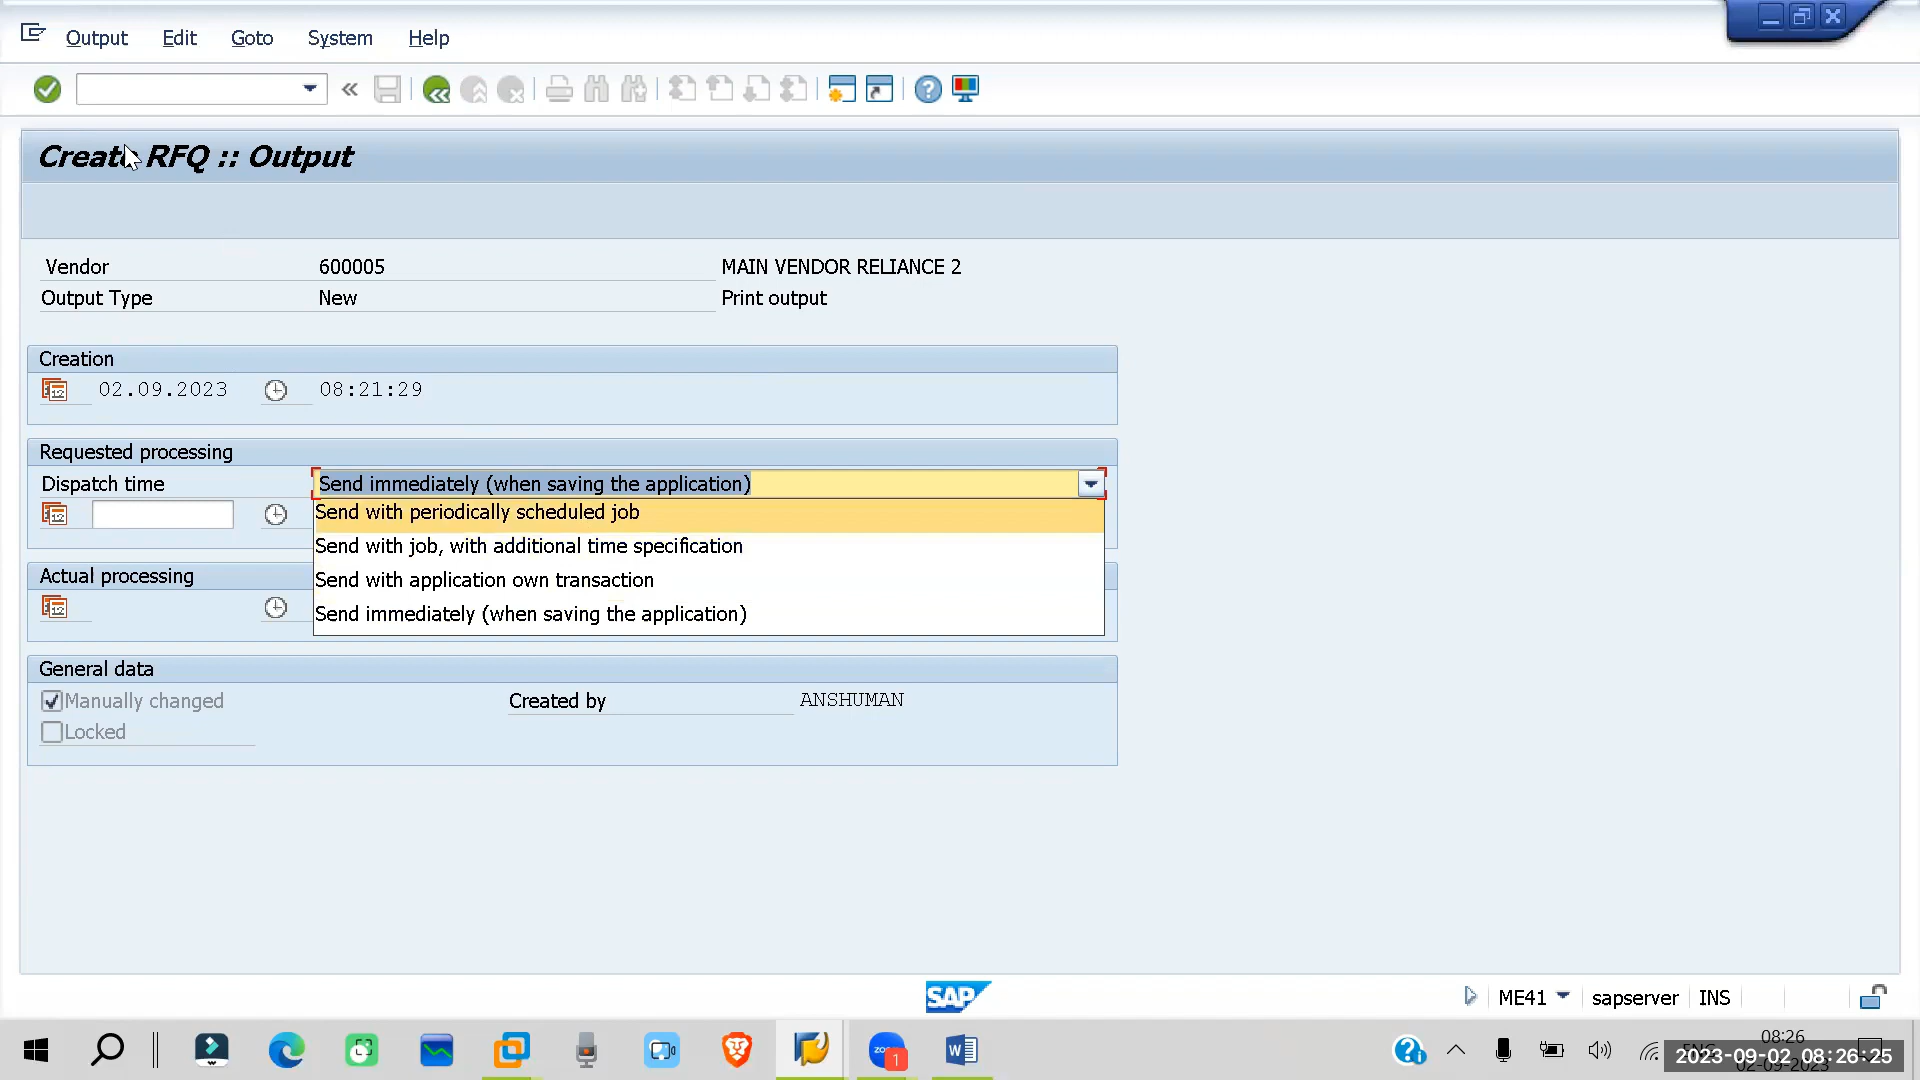 Output Edit Goto System Help
Create RFQ :: Output
Vendor 600005 MAIN VENDOR RELIANCE 2
Output Type New Print output
Creation
02.09.2023 08:21:29
Requested processing
Dispatch time Send immediately (when saving the application)
Send with periodically scheduled job
Send with job, with additional time specification
Actual processing
Send with application own transaction
Send immediately (when saving the application)
General data
Manually changed Created by ANSHUMAN
Locked
SAP ME41 sapserver INS
08:26
2023-09-02 08:26:25
02-09-2023